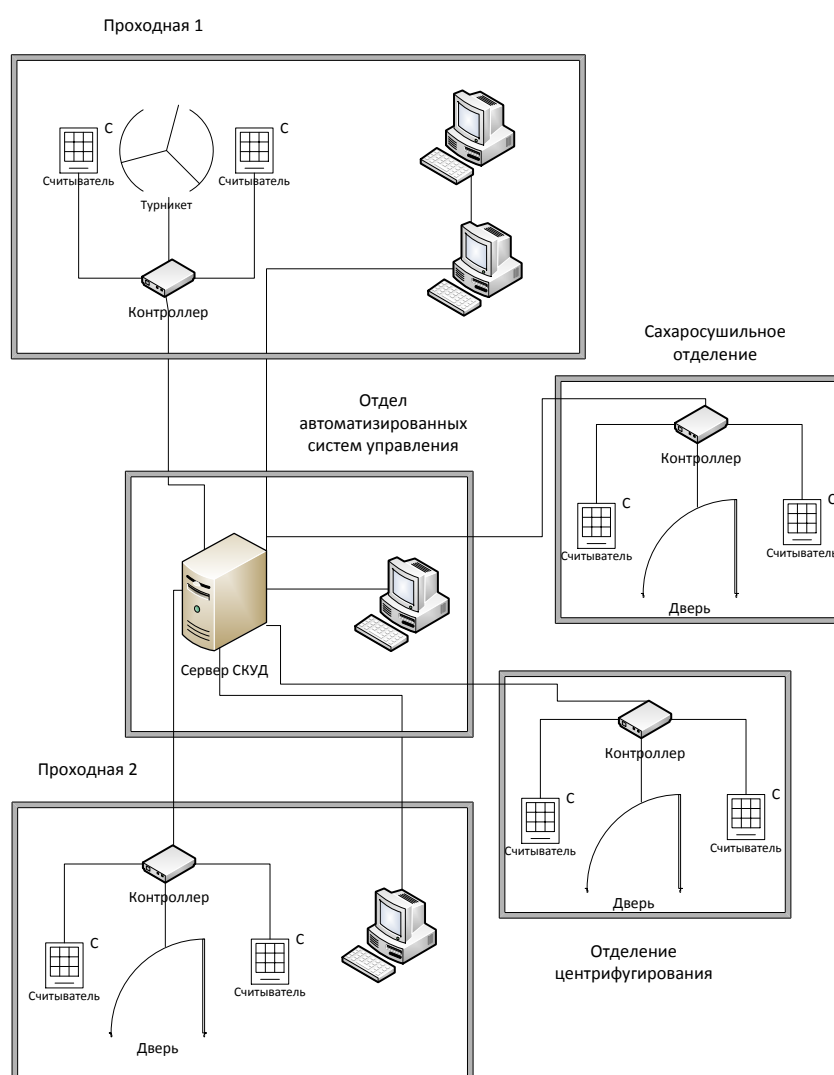 Проходная 1
С
С
Считыватель
Считыватель
Турникет
Контроллер
Сахаросушильное
отделение
Отдел
автоматизированных
систем управления
Контроллер
С
С
Считыватель
Считыватель
Дверь
Сервер СКУД
Контроллер
Проходная 2
С
С
Считыватель
Считыватель
Дверь
Контроллер
С
С
Считыватель
Считыватель
Дверь
Отделение
центрифугирования